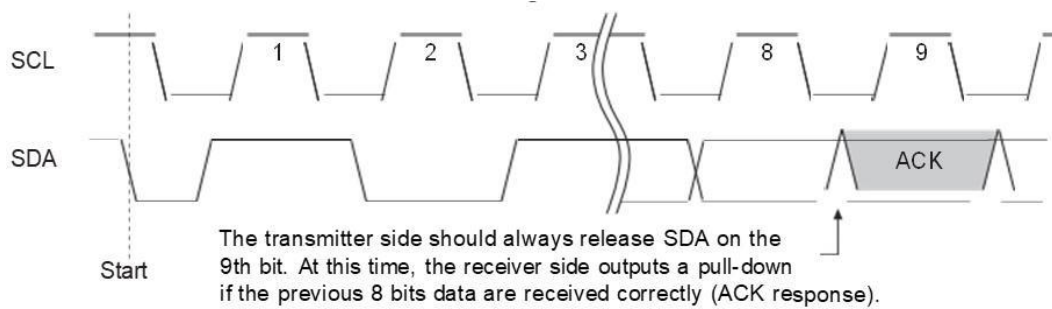 SCL
1
2
3
8
9
SDA
ACK
The transmitter side should always release SDA on the
Start
9th bit. At this time, the receiver side outputs a pull-down
if the previous 8 bits data are received correctly (ACK response).